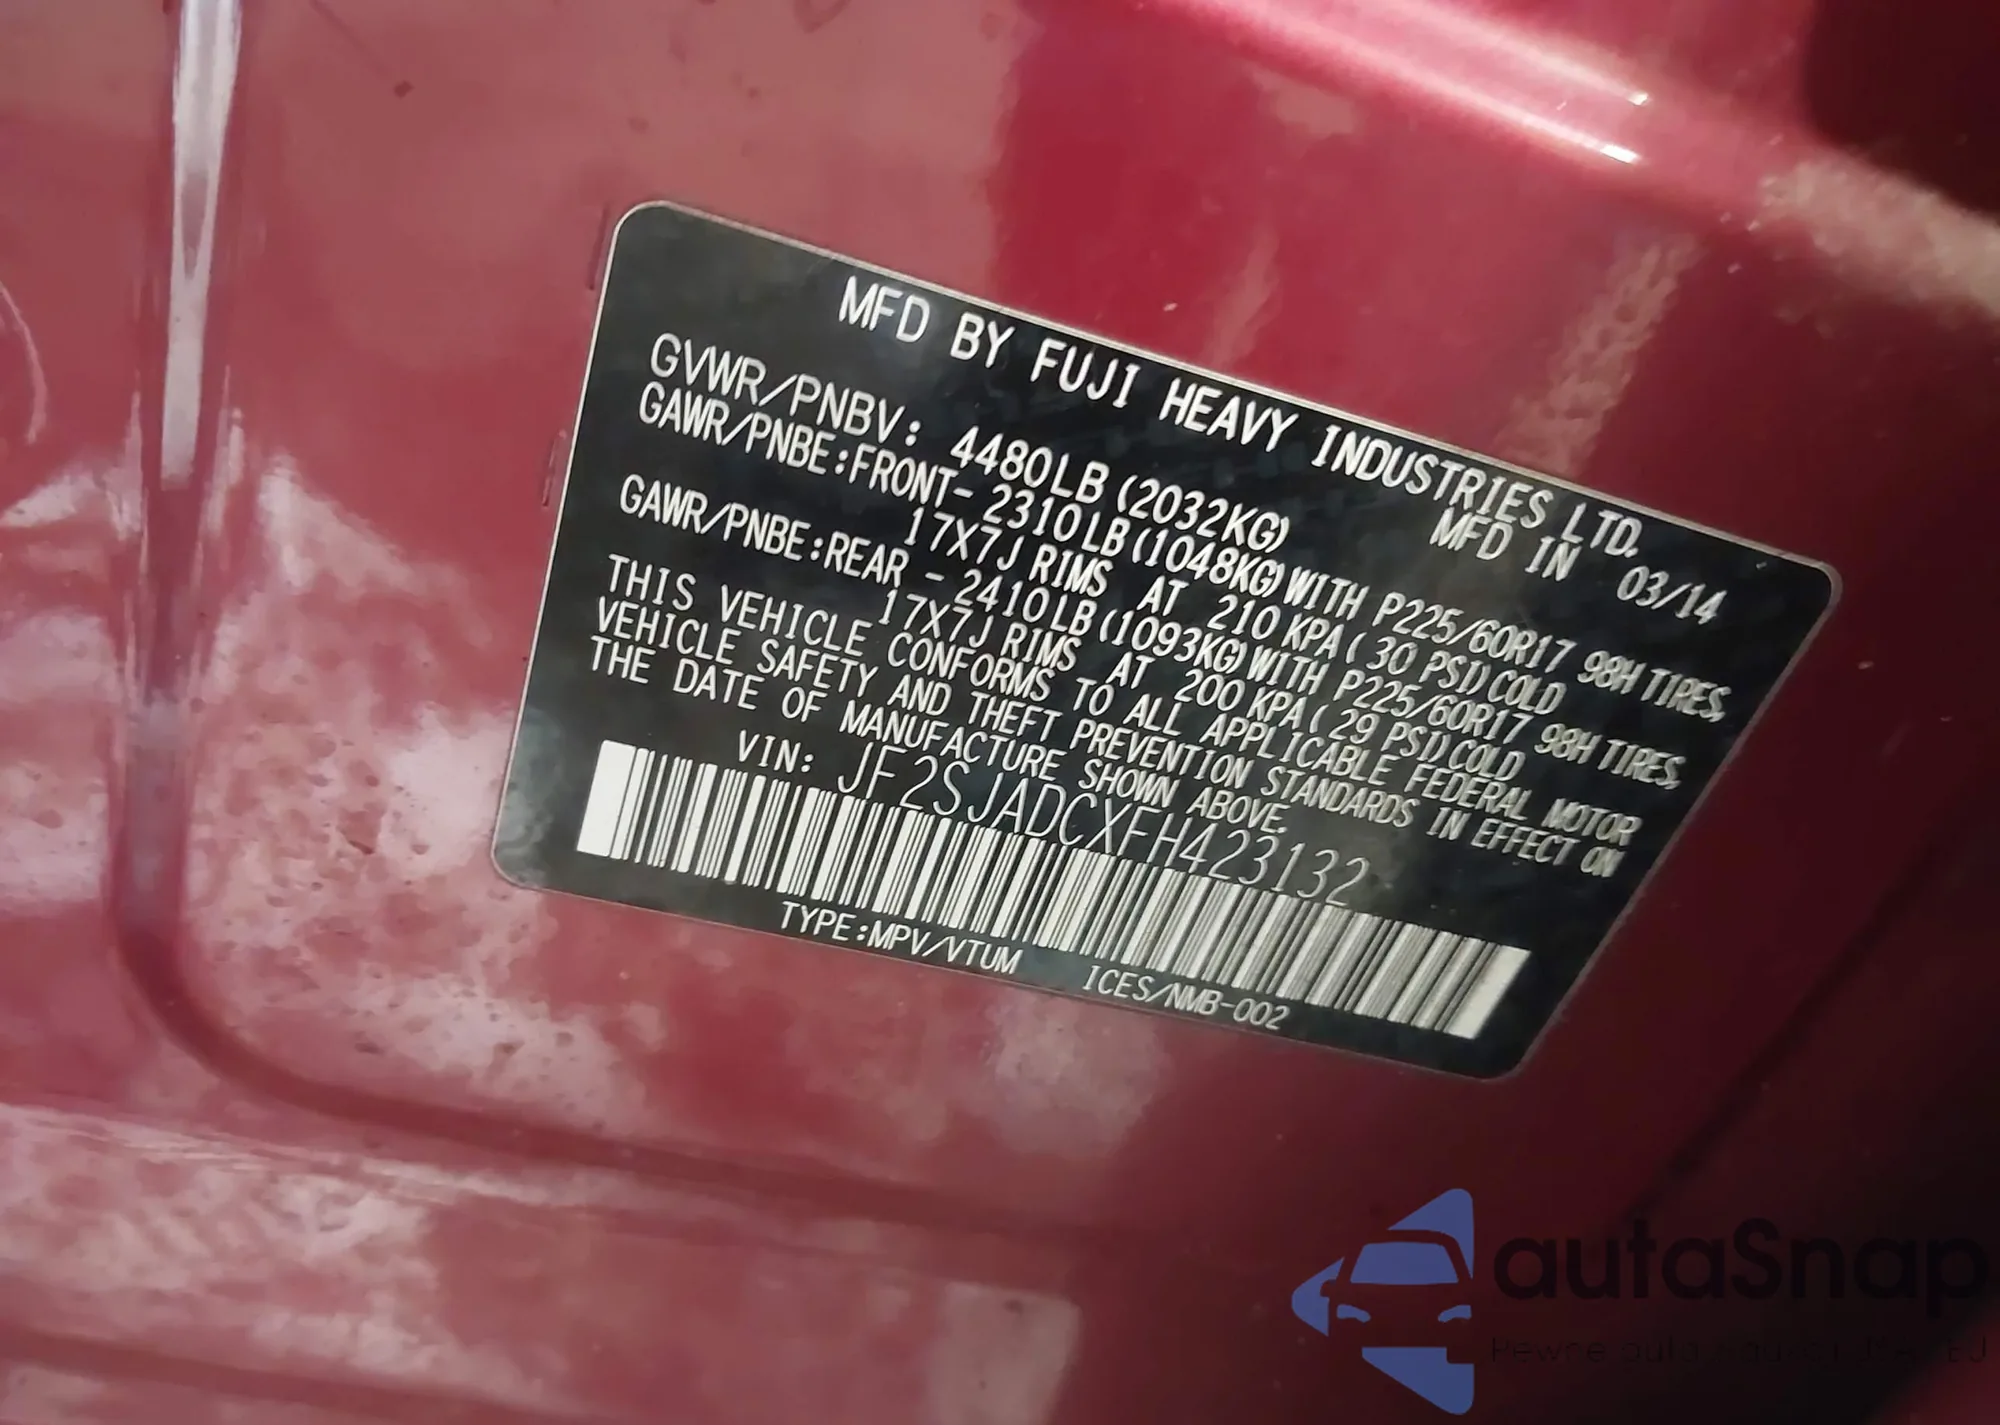 MFD BY FUJI HEAVY INDUSTRIES LTD.
MFD IN 03/14
GVWR/PNBV: 4480LB (2032KG)
GAWR/PNBE:FRONT- 2310LB (1048KG) WITH P225/60R17 98H TIRES,
17X7J RIMS AT 210 KPA ( 30 PSI) COLD
GAWR/PNBE:REAR - 2410LB (1093KG) WITH P225/60R17 98H TIRES,
17X7J RIMS AT 200 KPA ( 29 PSI) COLD
THIS VEHICLE CONFORMS TO ALL APPLICABLE FEDERAL MOTOR
VEHICLE SAFETY AND THEFT PREVENTION STANDARDS IN EFFECT ON
THE DATE OF MANUFACTURE SHOWN ABOVE.
VIN: JF2SJADCXFH423132
TYPE:MPV/VTUM ICES/NMB-002
autaSnap
Pewne auto